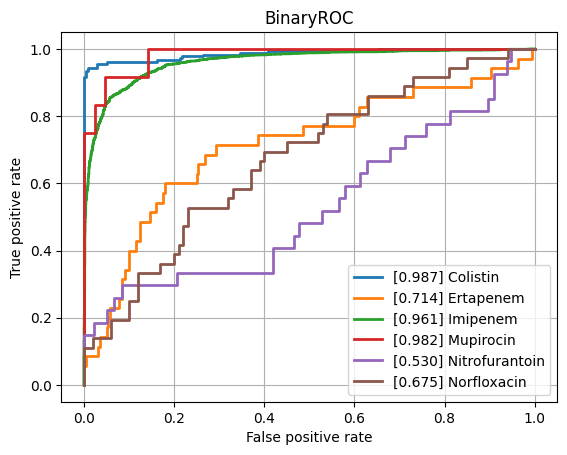 BinaryROC
True positive rate
1.0
0.8
0.6
0.4
0.2
0.0
[0.987] Colistin
[0.714] Ertapenem
[0.961] Imipenem
[0.982] Mupirocin
[0.530] Nitrofurantoin
[0.675] Norfloxacin
0.0 0.2 0.4 0.6 0.8 1.0
False positive rate